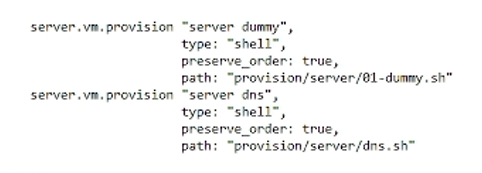 server.vm.provision "server dummy",
type: "shell",
preserve_order: true,
path: "provision/server/01-dummy.sh"
server.vm.provision "server dns",
type: "shell",
preserve_order: true,
path: "provision/server/dns.sh"